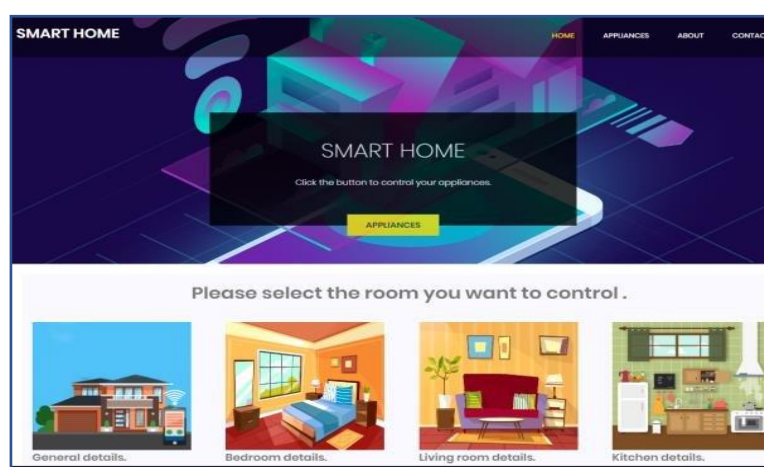 SMART HOME
HOME APPLIANCES ABOUT CONTAC
SMART HOME
Click the button to control your appliances.
APPLIANCES
Please select the room you want to control .
General details. Bedroom details. Living room details. Kitchen details.